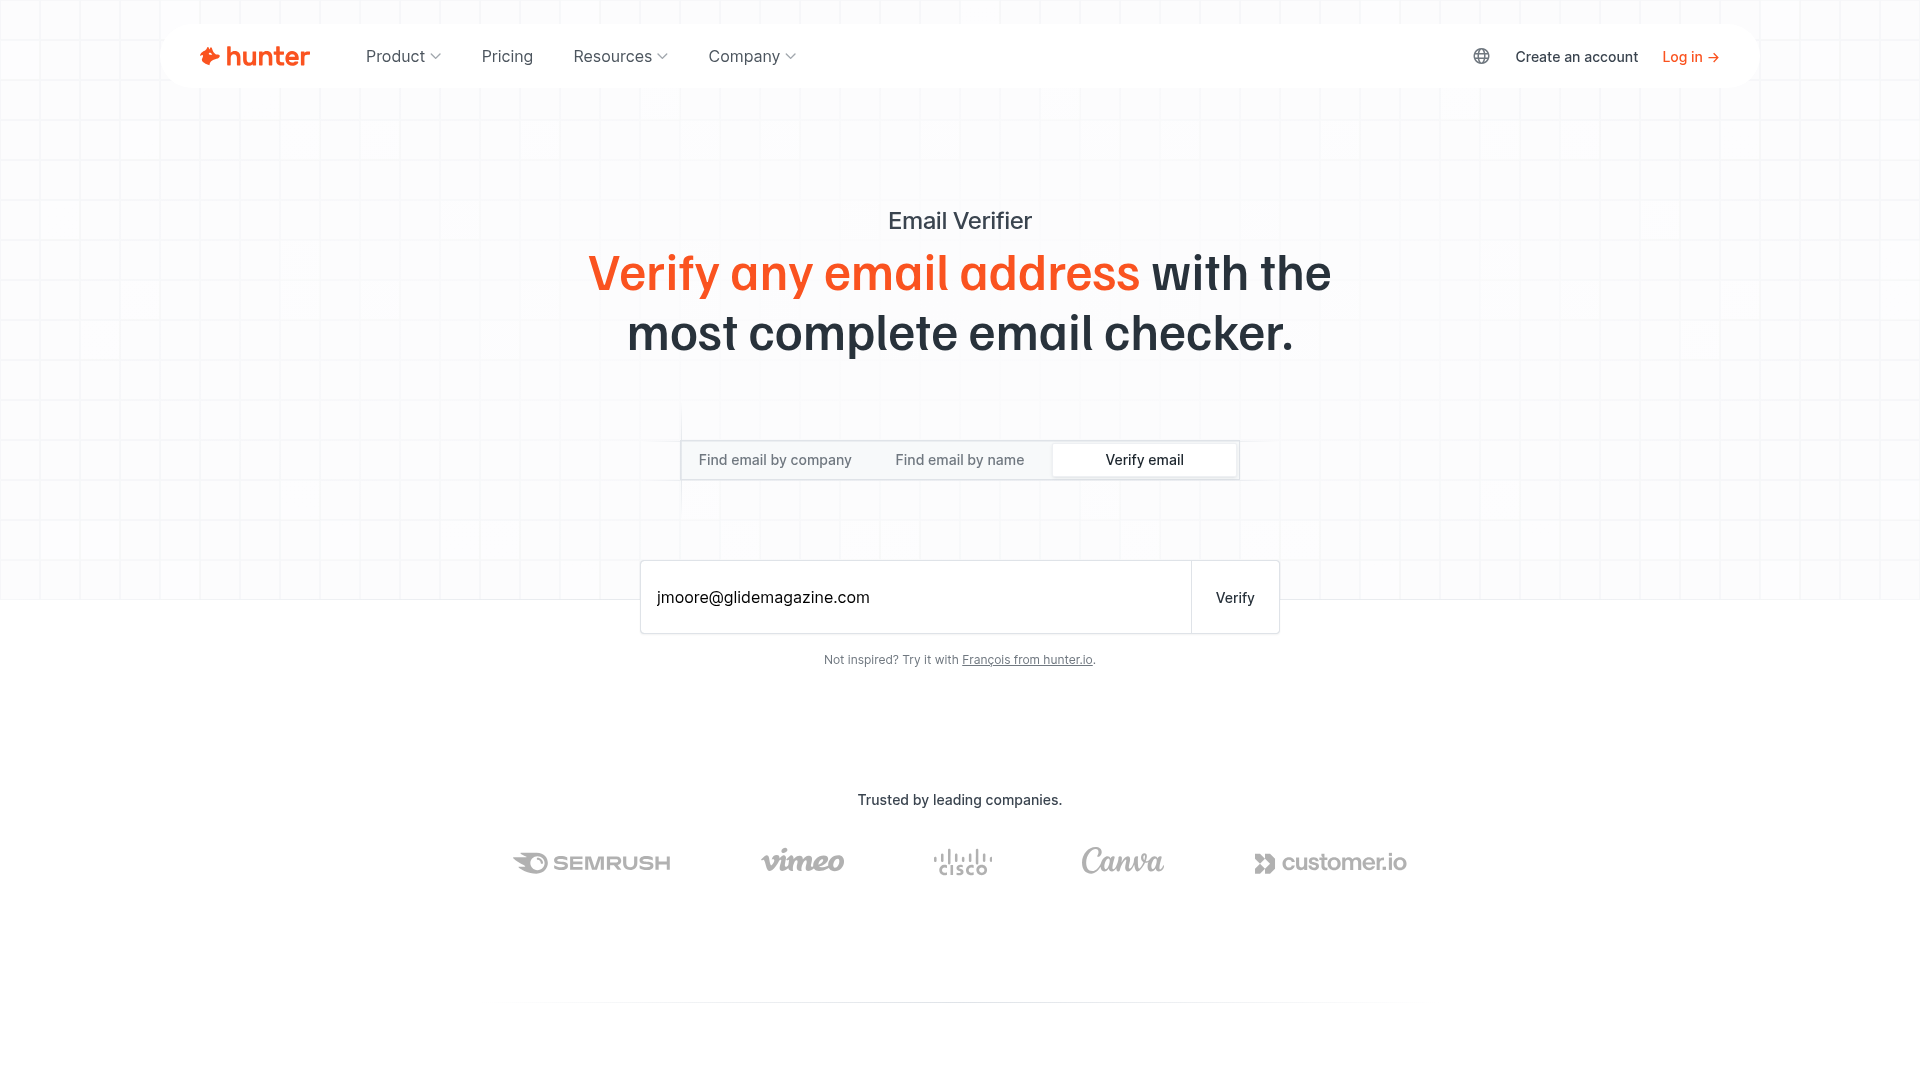 hunter
Product
Pricing
Resources
Company
Create an account
Log in →
Email Verifier
Verify any email address with the
most complete email checker.
Find email by company
Find email by name
Verify email
jmoore@glidemagazine.com
Verify
Not inspired? Try it with François from hunter.io.
Trusted by leading companies.
SEMRUSH
vimeo
CISCO
Canva
customer.io